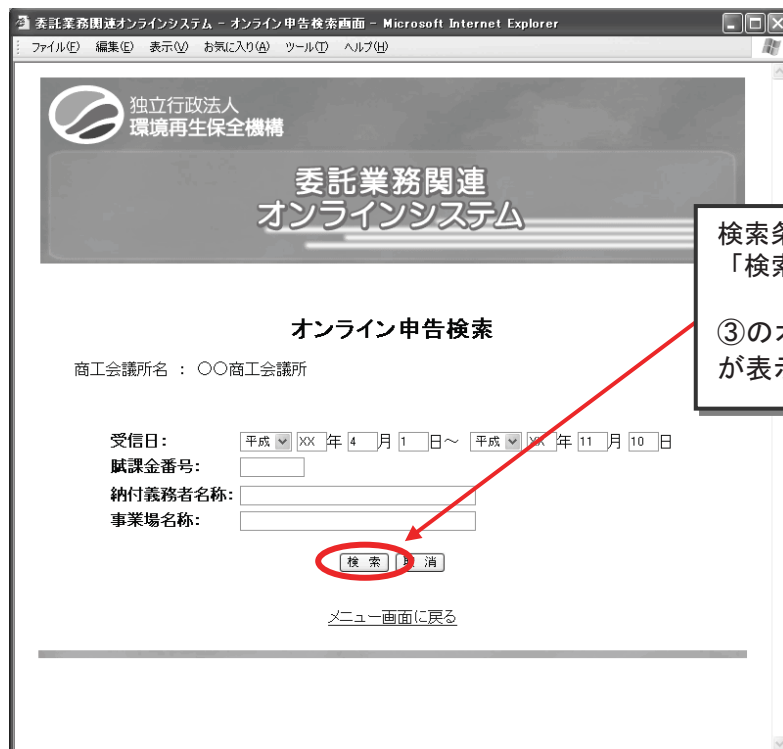 委託業務関連オンラインシステム - オンライン申告検索画面 - Microsoft Internet Explorer
ファイル(F) 編集(E) 表示(V) お気に入り(A) ツール(T) ヘルプ(H)
独立行政法人
環境再生保全機構
委託業務関連
オンラインシステム
検索条
「検索
③のオ
が表示
オンライン申告検索
商工会議所名 : 〇〇商工会議所
受信日: 平成 XX 年 4 月 1 日～ 平成 XX 年 11 月 10 日
賦課金番号:
納付義務者名称:
事業場名称:
検 索 取 消
メニュー画面に戻る